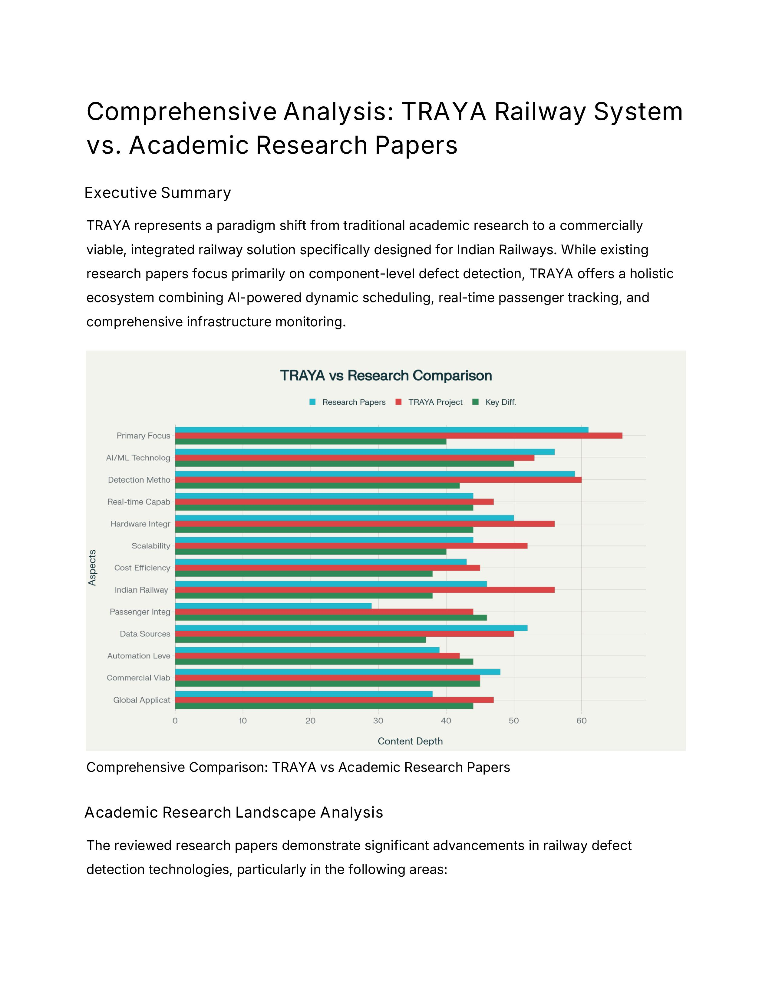 Comprehensive Analysis: TRAYA Railway System
vs. Academic Research Papers
Executive Summary
TRAYA represents a paradigm shift from traditional academic research to a commercially
viable, integrated railway solution specifically designed for Indian Railways. While existing
research papers focus primarily on component-level defect detection, TRAYA offers a holistic
ecosystem combining AI-powered dynamic scheduling, real-time passenger tracking, and
comprehensive infrastructure monitoring.
TRAYA vs Research Comparison
Research Papers TRAYA Project Key Diff.
Aspects
Primary Focus
AI/ML Technolog
Detection Metho
Real-time Capab
Hardware Integr
Scalability
Cost Efficiency
Indian Railway
Passenger Integ
Data Sources
Automation Leve
Commercial Viab
Global Applicat
0 10 20 30 40 50 60
Content Depth
Comprehensive Comparison: TRAYA vs Academic Research Papers
Academic Research Landscape Analysis
The reviewed research papers demonstrate significant advancements in railway defect
detection technologies, particularly in the following areas: